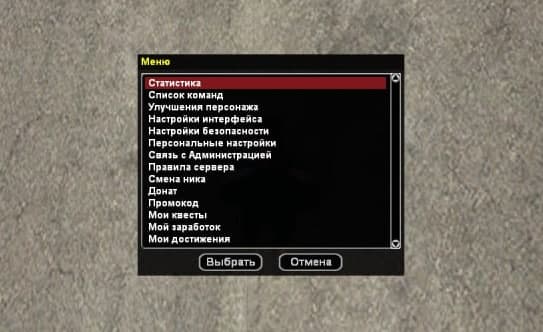 Меню
Статистика
Список команд
Улучшения персонажа
Настройки интерфейса
Настройки безопасности
Персональные настройки
Связь с Администрацией
Правила сервера
Смена ника
Донат
Промокод
Мои квесты
Мой заработок
Мои достижения
Выбрать Отмена